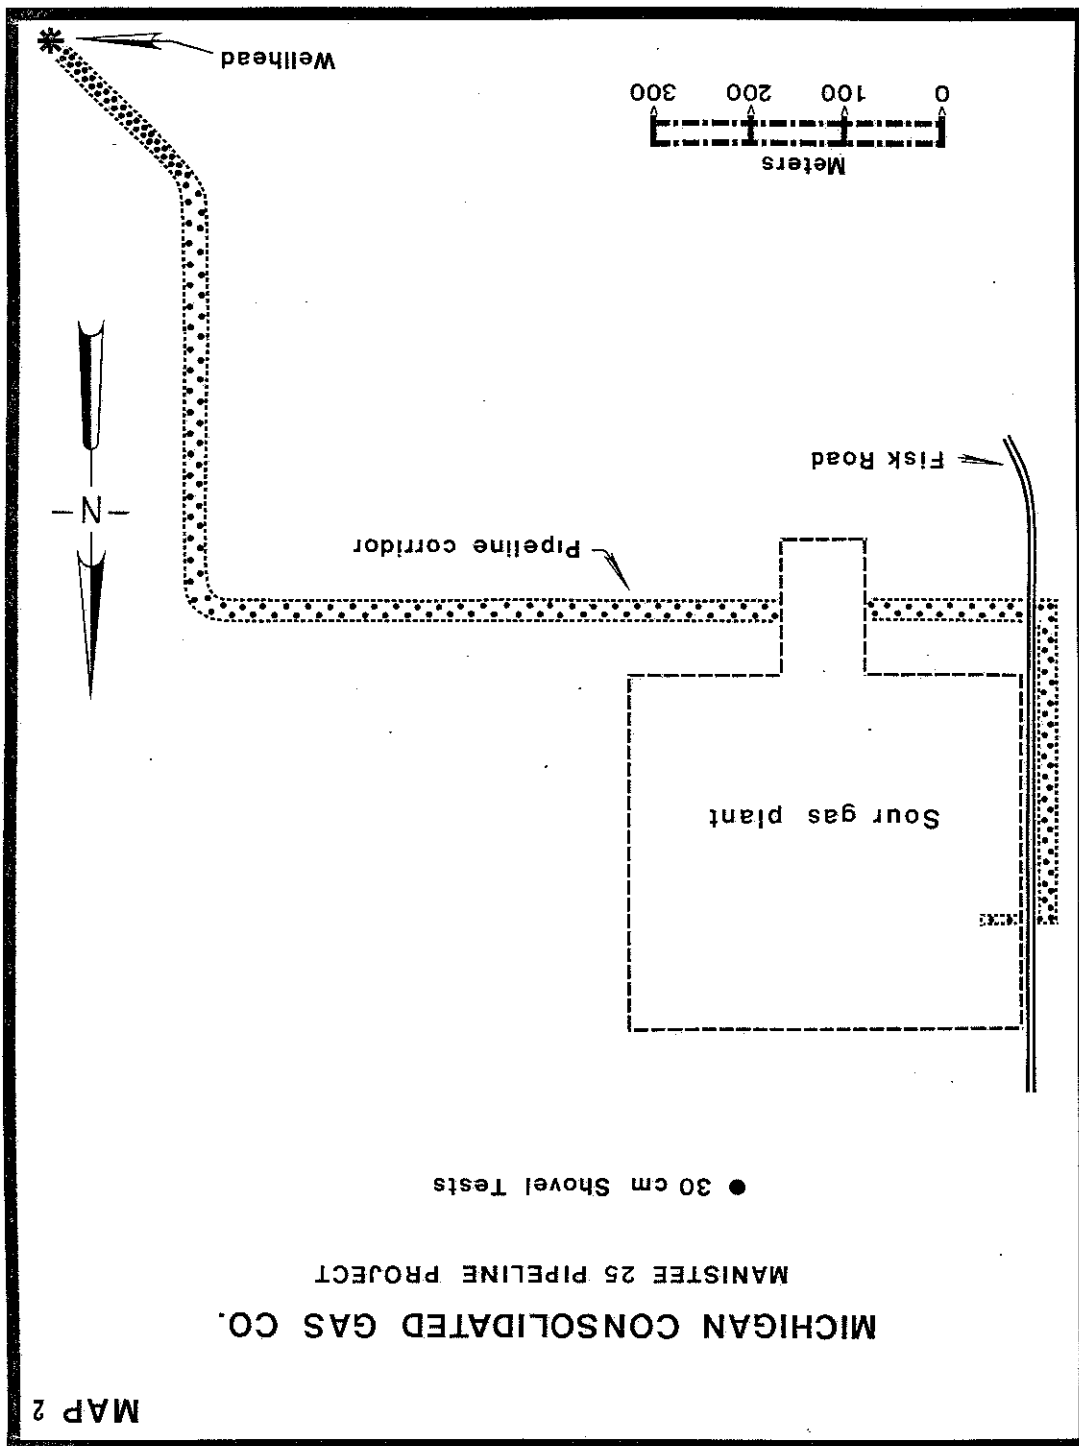 MAP 2
MICHIGAN CONSOLIDATED GAS CO.
MANISTEE 25 PIPELINE PROJECT
● 30 cm Shovel Tests
Sour gas plant
Pipeline corridor
- N -
Fisk Road
Meters
0 100 200 300
Wellhead